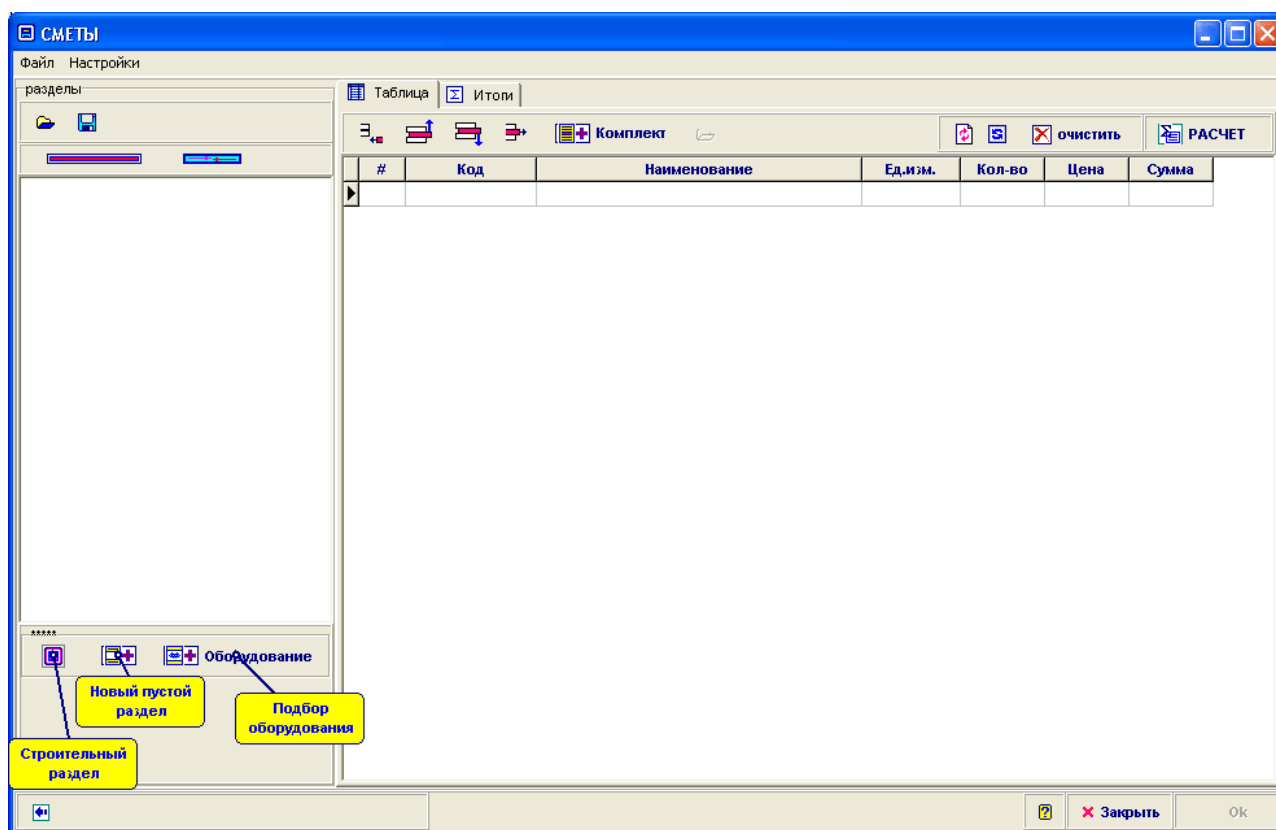 СМЕТЫ
Файл Настройки
разделы
Таблица
Итоги
Комплект
очистить
РАСЧЕТ
# Код Наименование Ед.изм. Кол-во Цена Сумма
*****
Оборудование
Новый пустой
раздел
Подбор
оборудования
Строительный
раздел
? Закрыть Ok